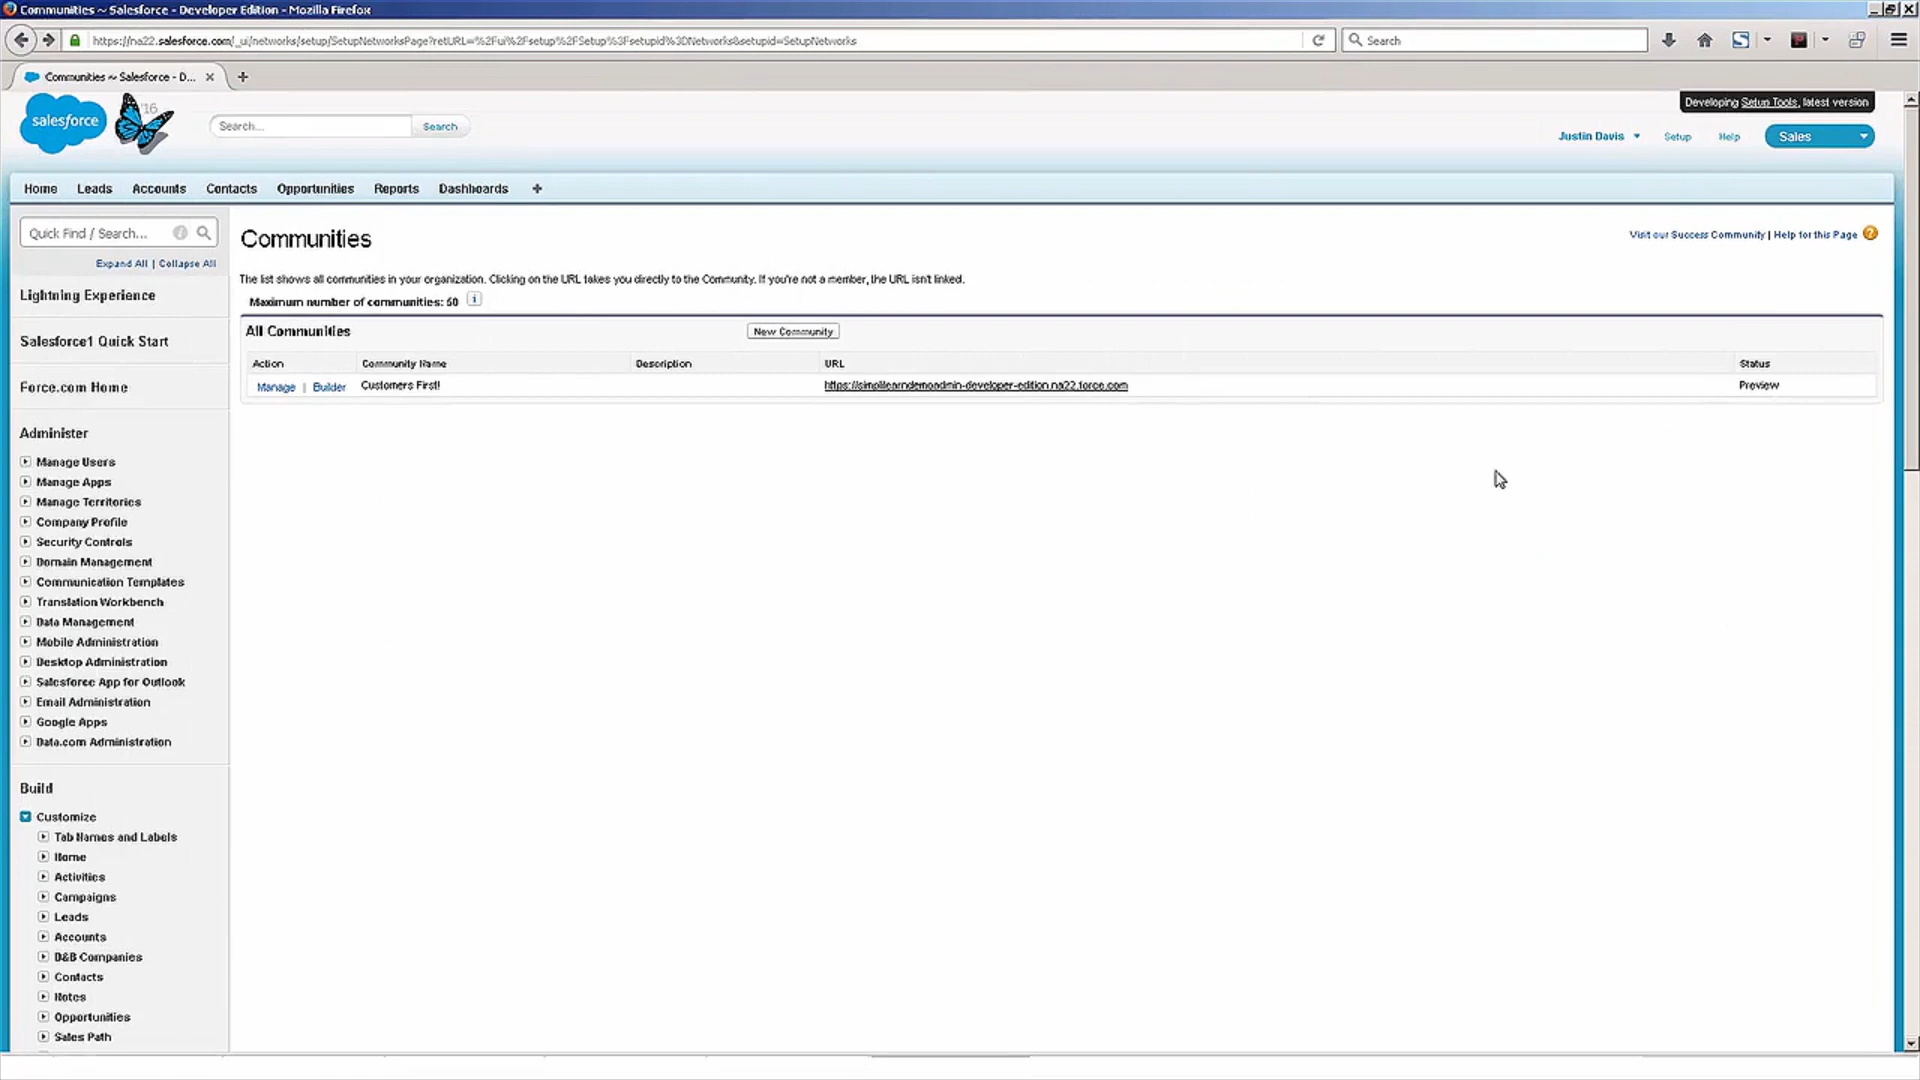 Communities ~ Salesforce - Developer Edition - Mozilla Firefox
https://na22.salesforce.com/_ui/networks/setup/SetupNetworksPage?retURL=%2Fui%2Fsetup%2FSetup%3Fsetupid%3DNetworks&setupid=SetupNetworks
Search
Communities ~ Salesforce - D...
salesforce
'16
Search...
Search
Developing Setup Tools, latest version
Justin Davis
Setup
Help
Sales
Home
Leads
Accounts
Contacts
Opportunities
Reports
Dashboards
Quick Find / Search...
Expand All | Collapse All
Lightning Experience
Salesforce1 Quick Start
Force.com Home
Administer
Manage Users
Manage Apps
Manage Territories
Company Profile
Security Controls
Domain Management
Communication Templates
Translation Workbench
Data Management
Mobile Administration
Desktop Administration
Salesforce App for Outlook
Email Administration
Google Apps
Data.com Administration
Build
Customize
Tab Names and Labels
Home
Activities
Campaigns
Leads
Accounts
D&B Companies
Contacts
Notes
Opportunities
Sales Path
Communities
Visit our Success Community | Help for this Page
The list shows all communities in your organization. Clicking on the URL takes you directly to the Community. If you're not a member, the URL isn't linked.
Maximum number of communities: 50
All Communities
New Community
Action
Community Name
Description
URL
Status
Manage | Builder
Customers First!
https://simplilearndemoadmin-developer-edition.na22.force.com
Preview